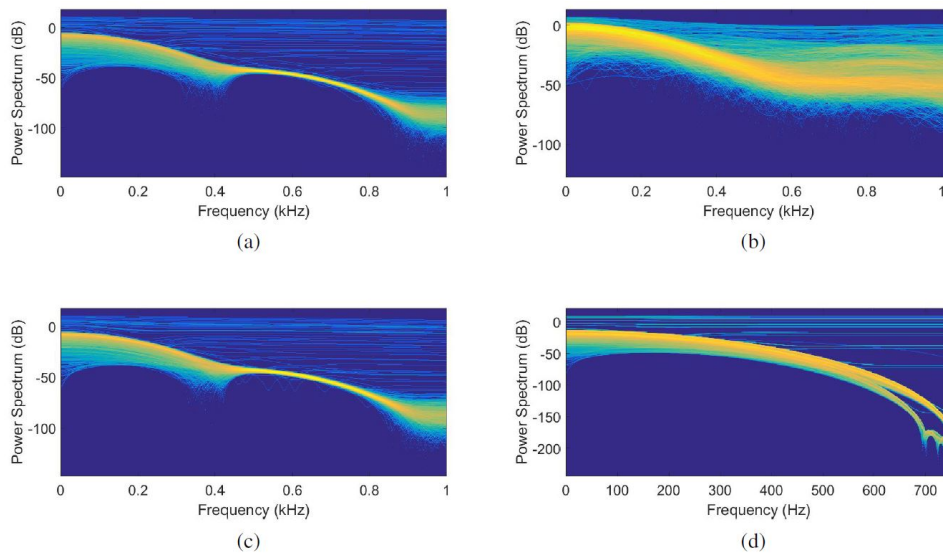 Power Spectrum (dB)
0
-50
-100
0 0.2 0.4 0.6 0.8 1
Frequency (kHz)
(a)
Power Spectrum (dB)
0
-50
-100
0 0.2 0.4 0.6 0.8 1
Frequency (kHz)
(b)
Power Spectrum (dB)
0
-50
-100
0 0.2 0.4 0.6 0.8 1
Frequency (kHz)
(c)
Power Spectrum (dB)
0
-50
-100
-150
-200
0 100 200 300 400 500 600 700
Frequency (Hz)
(d)